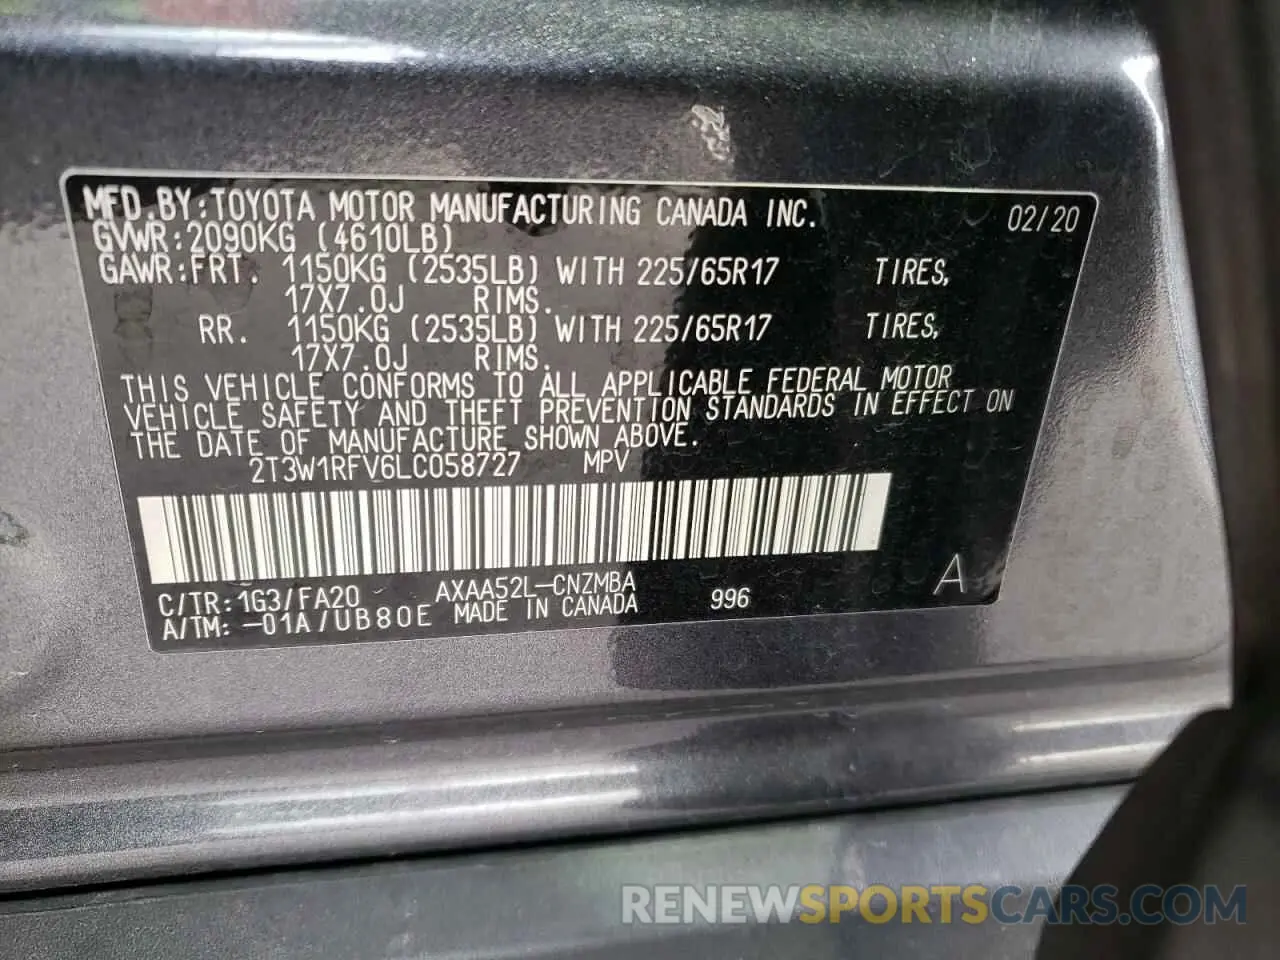 MFD.BY:TOYOTA MOTOR MANUFACTURING CANADA INC. 02/20
GVWR:2090KG (4610LB)
GAWR:FRT. 1150KG (2535LB) WITH 225/65R17 TIRES,
17X7.0J RIMS.
RR. 1150KG (2535LB) WITH 225/65R17 TIRES,
17X7.0J RIMS.
THIS VEHICLE CONFORMS TO ALL APPLICABLE FEDERAL MOTOR
VEHICLE SAFETY AND THEFT PREVENTION STANDARDS IN EFFECT ON
THE DATE OF MANUFACTURE SHOWN ABOVE.
2T3W1RFV6LC058727 MPV
C/TR:1G3/FA20 AXAA52L-CNZMBA 996 A
A/TM:-01A/UB80E MADE IN CANADA
RENEWSPORTSCARS.COM